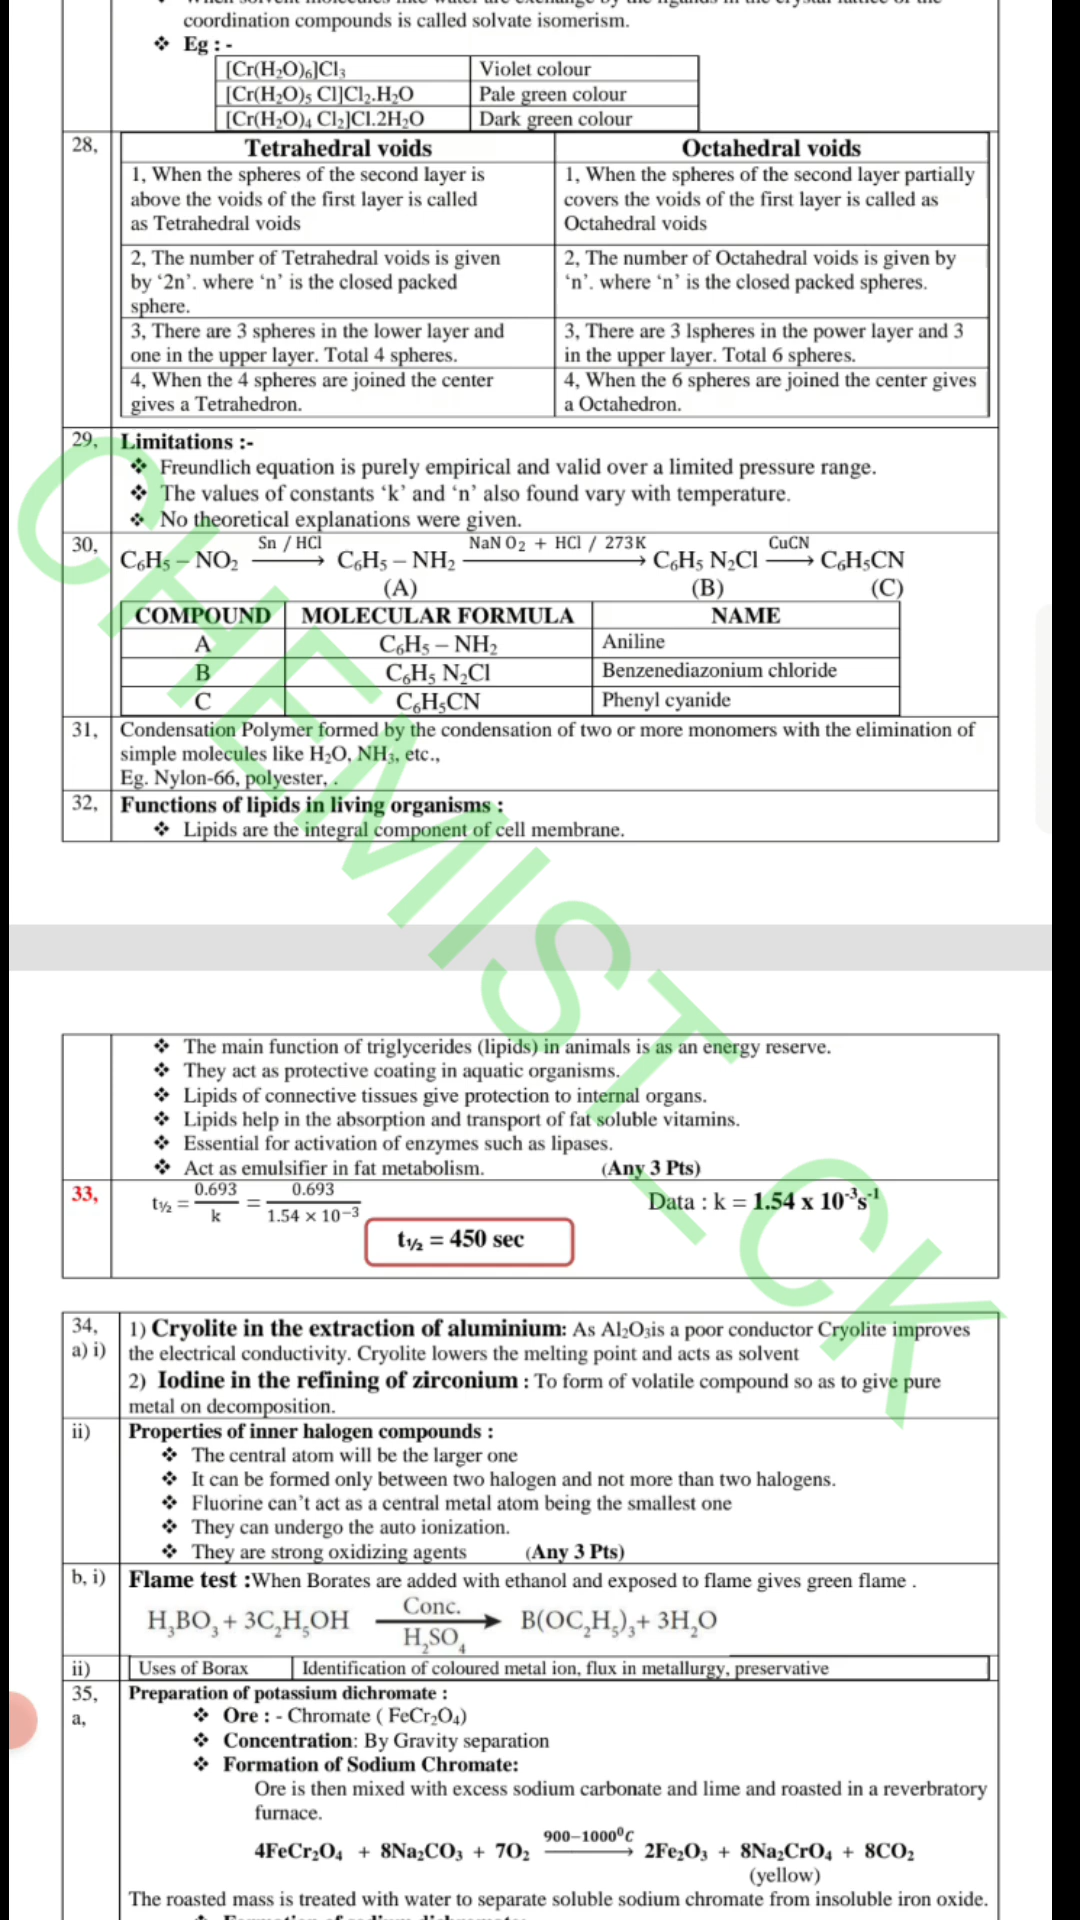 coordination compounds is called solvate isomerism.
❖ Eg : -
[Cr(H₂O)₆]Cl₃ Violet colour
[Cr(H₂O)₅ Cl]Cl₂.H₂O Pale green colour
[Cr(H₂O)₄ Cl₂]Cl.2H₂O Dark green colour
28, Tetrahedral voids Octahedral voids
1, When the spheres of the second layer is
above the voids of the first layer is called
as Tetrahedral voids
1, When the spheres of the second layer partially
covers the voids of the first layer is called as
Octahedral voids
2, The number of Tetrahedral voids is given
by ‘2n’. where ‘n’ is the closed packed
sphere.
2, The number of Octahedral voids is given by
‘n’. where ‘n’ is the closed packed spheres.
3, There are 3 spheres in the lower layer and
one in the upper layer. Total 4 spheres.
3, There are 3 lspheres in the power layer and 3
in the upper layer. Total 6 spheres.
4, When the 4 spheres are joined the center
gives a Tetrahedron.
4, When the 6 spheres are joined the center gives
a Octahedron.
29, Limitations :-
❖ Freundlich equation is purely empirical and valid over a limited pressure range.
❖ The values of constants ‘k’ and ‘n’ also found vary with temperature.
❖ No theoretical explanations were given.
30, C₆H₅ – NO₂ Sn / HCl → C₆H₅ – NH₂ NaN O₂ + HCl / 273K → C₆H₅ N₂Cl CuCN → C₆H₅CN
(A) (B) (C)
COMPOUND MOLECULAR FORMULA NAME
A C₆H₅ – NH₂ Aniline
B C₆H₅ N₂Cl Benzenediazonium chloride
C C₆H₅CN Phenyl cyanide
31, Condensation Polymer formed by the condensation of two or more monomers with the elimination of
simple molecules like H₂O, NH₃, etc.,
Eg. Nylon-66, polyester, .
32, Functions of lipids in living organisms :
❖ Lipids are the integral component of cell membrane.
❖ The main function of triglycerides (lipids) in animals is as an energy reserve.
❖ They act as protective coating in aquatic organisms.
❖ Lipids of connective tissues give protection to internal organs.
❖ Lipids help in the absorption and transport of fat soluble vitamins.
❖ Essential for activation of enzymes such as lipases.
❖ Act as emulsifier in fat metabolism. (Any 3 Pts)
33, t½ = 0.693 / k = 0.693 / 1.54 × 10⁻³ Data : k = 1.54 x 10⁻³s⁻¹
t½ = 450 sec
34, 1) Cryolite in the extraction of aluminium: As Al₂O₃is a poor conductor Cryolite improves
a) i) the electrical conductivity. Cryolite lowers the melting point and acts as solvent
2) Iodine in the refining of zirconium : To form of volatile compound so as to give pure
metal on decomposition.
ii) Properties of inner halogen compounds :
❖ The central atom will be the larger one
❖ It can be formed only between two halogen and not more than two halogens.
❖ Fluorine can’t act as a central metal atom being the smallest one
❖ They can undergo the auto ionization.
❖ They are strong oxidizing agents (Any 3 Pts)
b, i) Flame test :When Borates are added with ethanol and exposed to flame gives green flame .
H₃BO₃ + 3C₂H₅OH Conc. H₂SO₄ → B(OC₂H₅)₃+ 3H₂O
ii) Uses of Borax Identification of coloured metal ion, flux in metallurgy, preservative
35, Preparation of potassium dichromate :
a, ❖ Ore : - Chromate ( FeCr₂O₄)
❖ Concentration: By Gravity separation
❖ Formation of Sodium Chromate:
Ore is then mixed with excess sodium carbonate and lime and roasted in a reverbratory
furnace.
4FeCr₂O₄ + 8Na₂CO₃ + 7O₂ 900–1000⁰C → 2Fe₂O₃ + 8Na₂CrO₄ + 8CO₂
(yellow)
The roasted mass is treated with water to separate soluble sodium chromate from insoluble iron oxide.
CHEMIST_CK